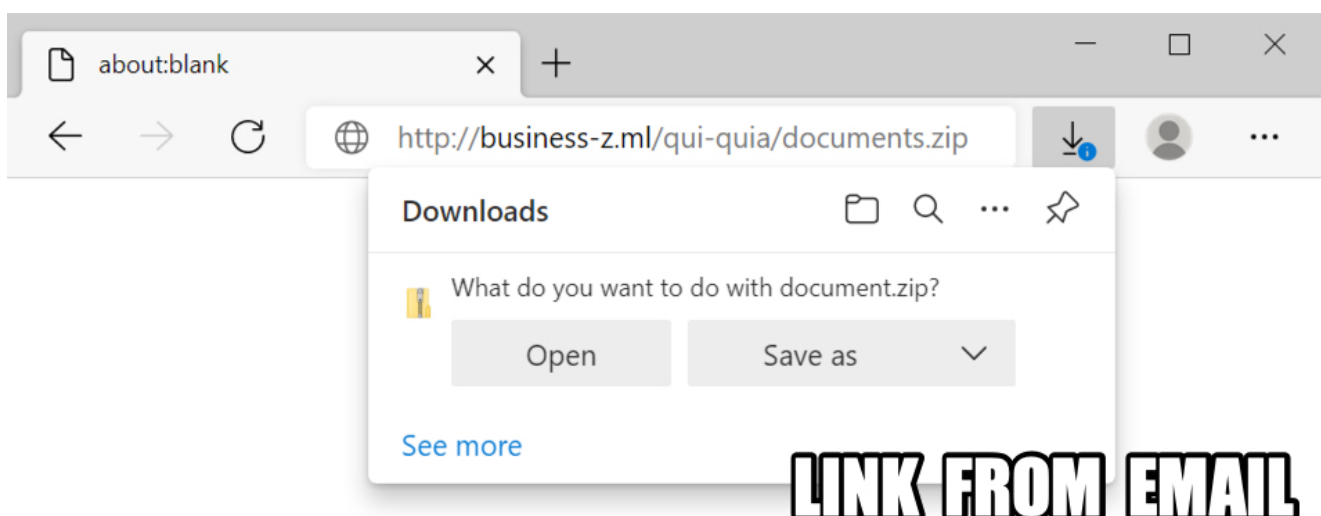 about:blank
http://business-z.ml/qui-quia/documents.zip
Downloads
What do you want to do with document.zip?
Open
Save as
See more
LINK FROM EMAIL